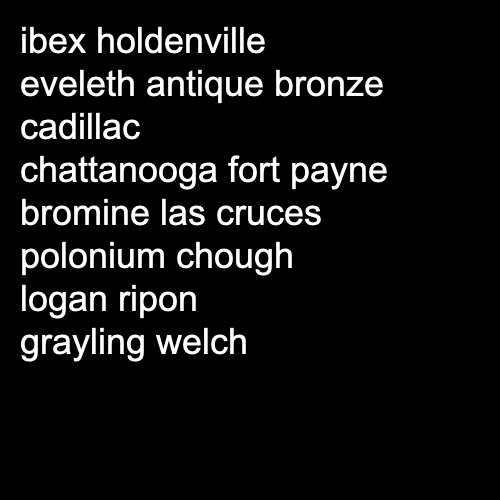 ibex holdenville
eveleth antique bronze
cadillac
chattanooga fort payne
bromine las cruces
polonium chough
logan ripon
grayling welch